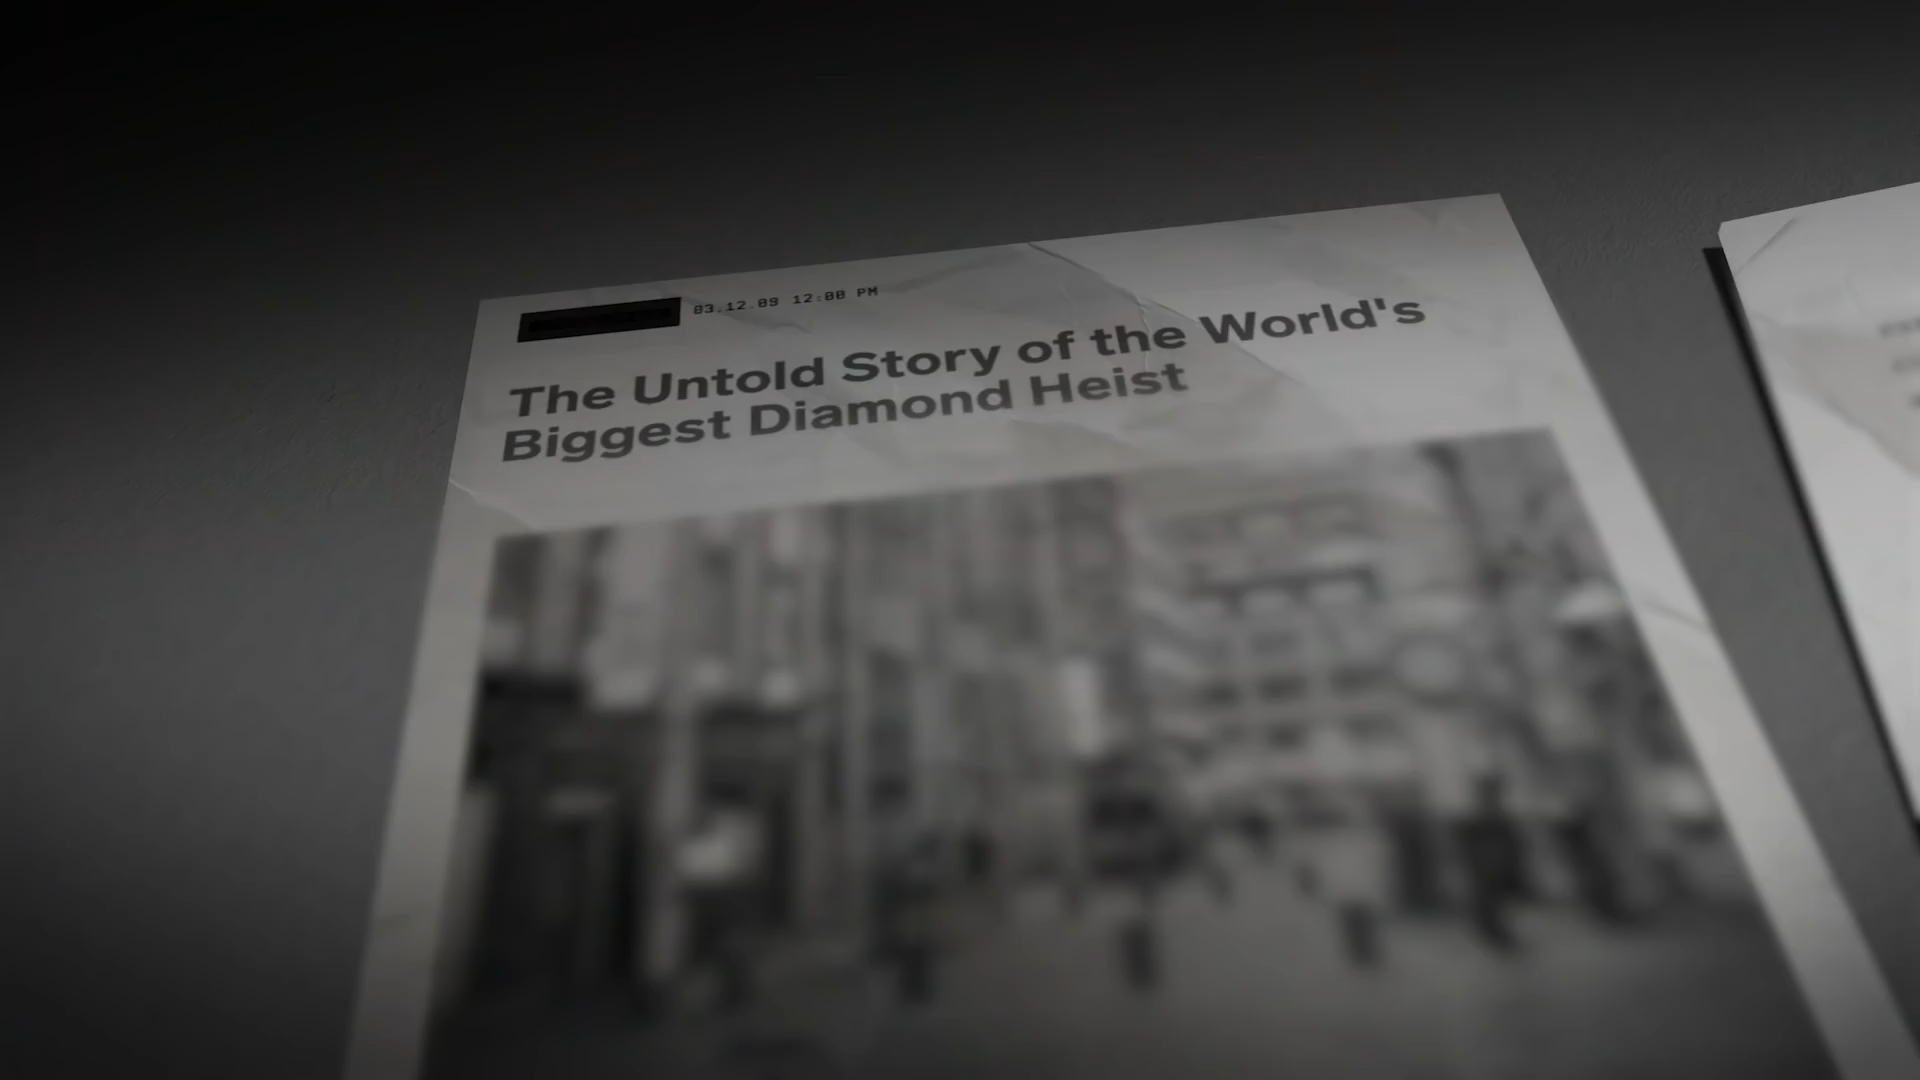 03.12.09 12:00 PM
The Untold Story of the World's
Biggest Diamond Heist